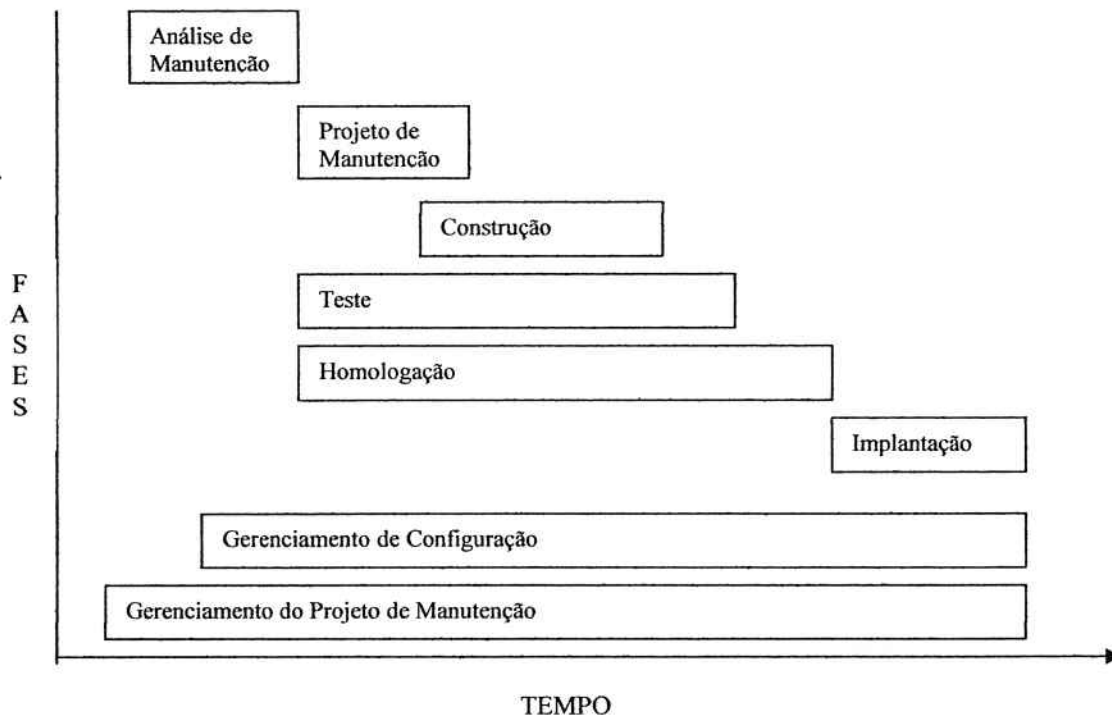 Análise de
Manutenção
Projeto de
Manutenção
Construção
Teste
Homologação
Implantação
Gerenciamento de Configuração
Gerenciamento do Projeto de Manutenção
F
A
S
E
S
TEMPO